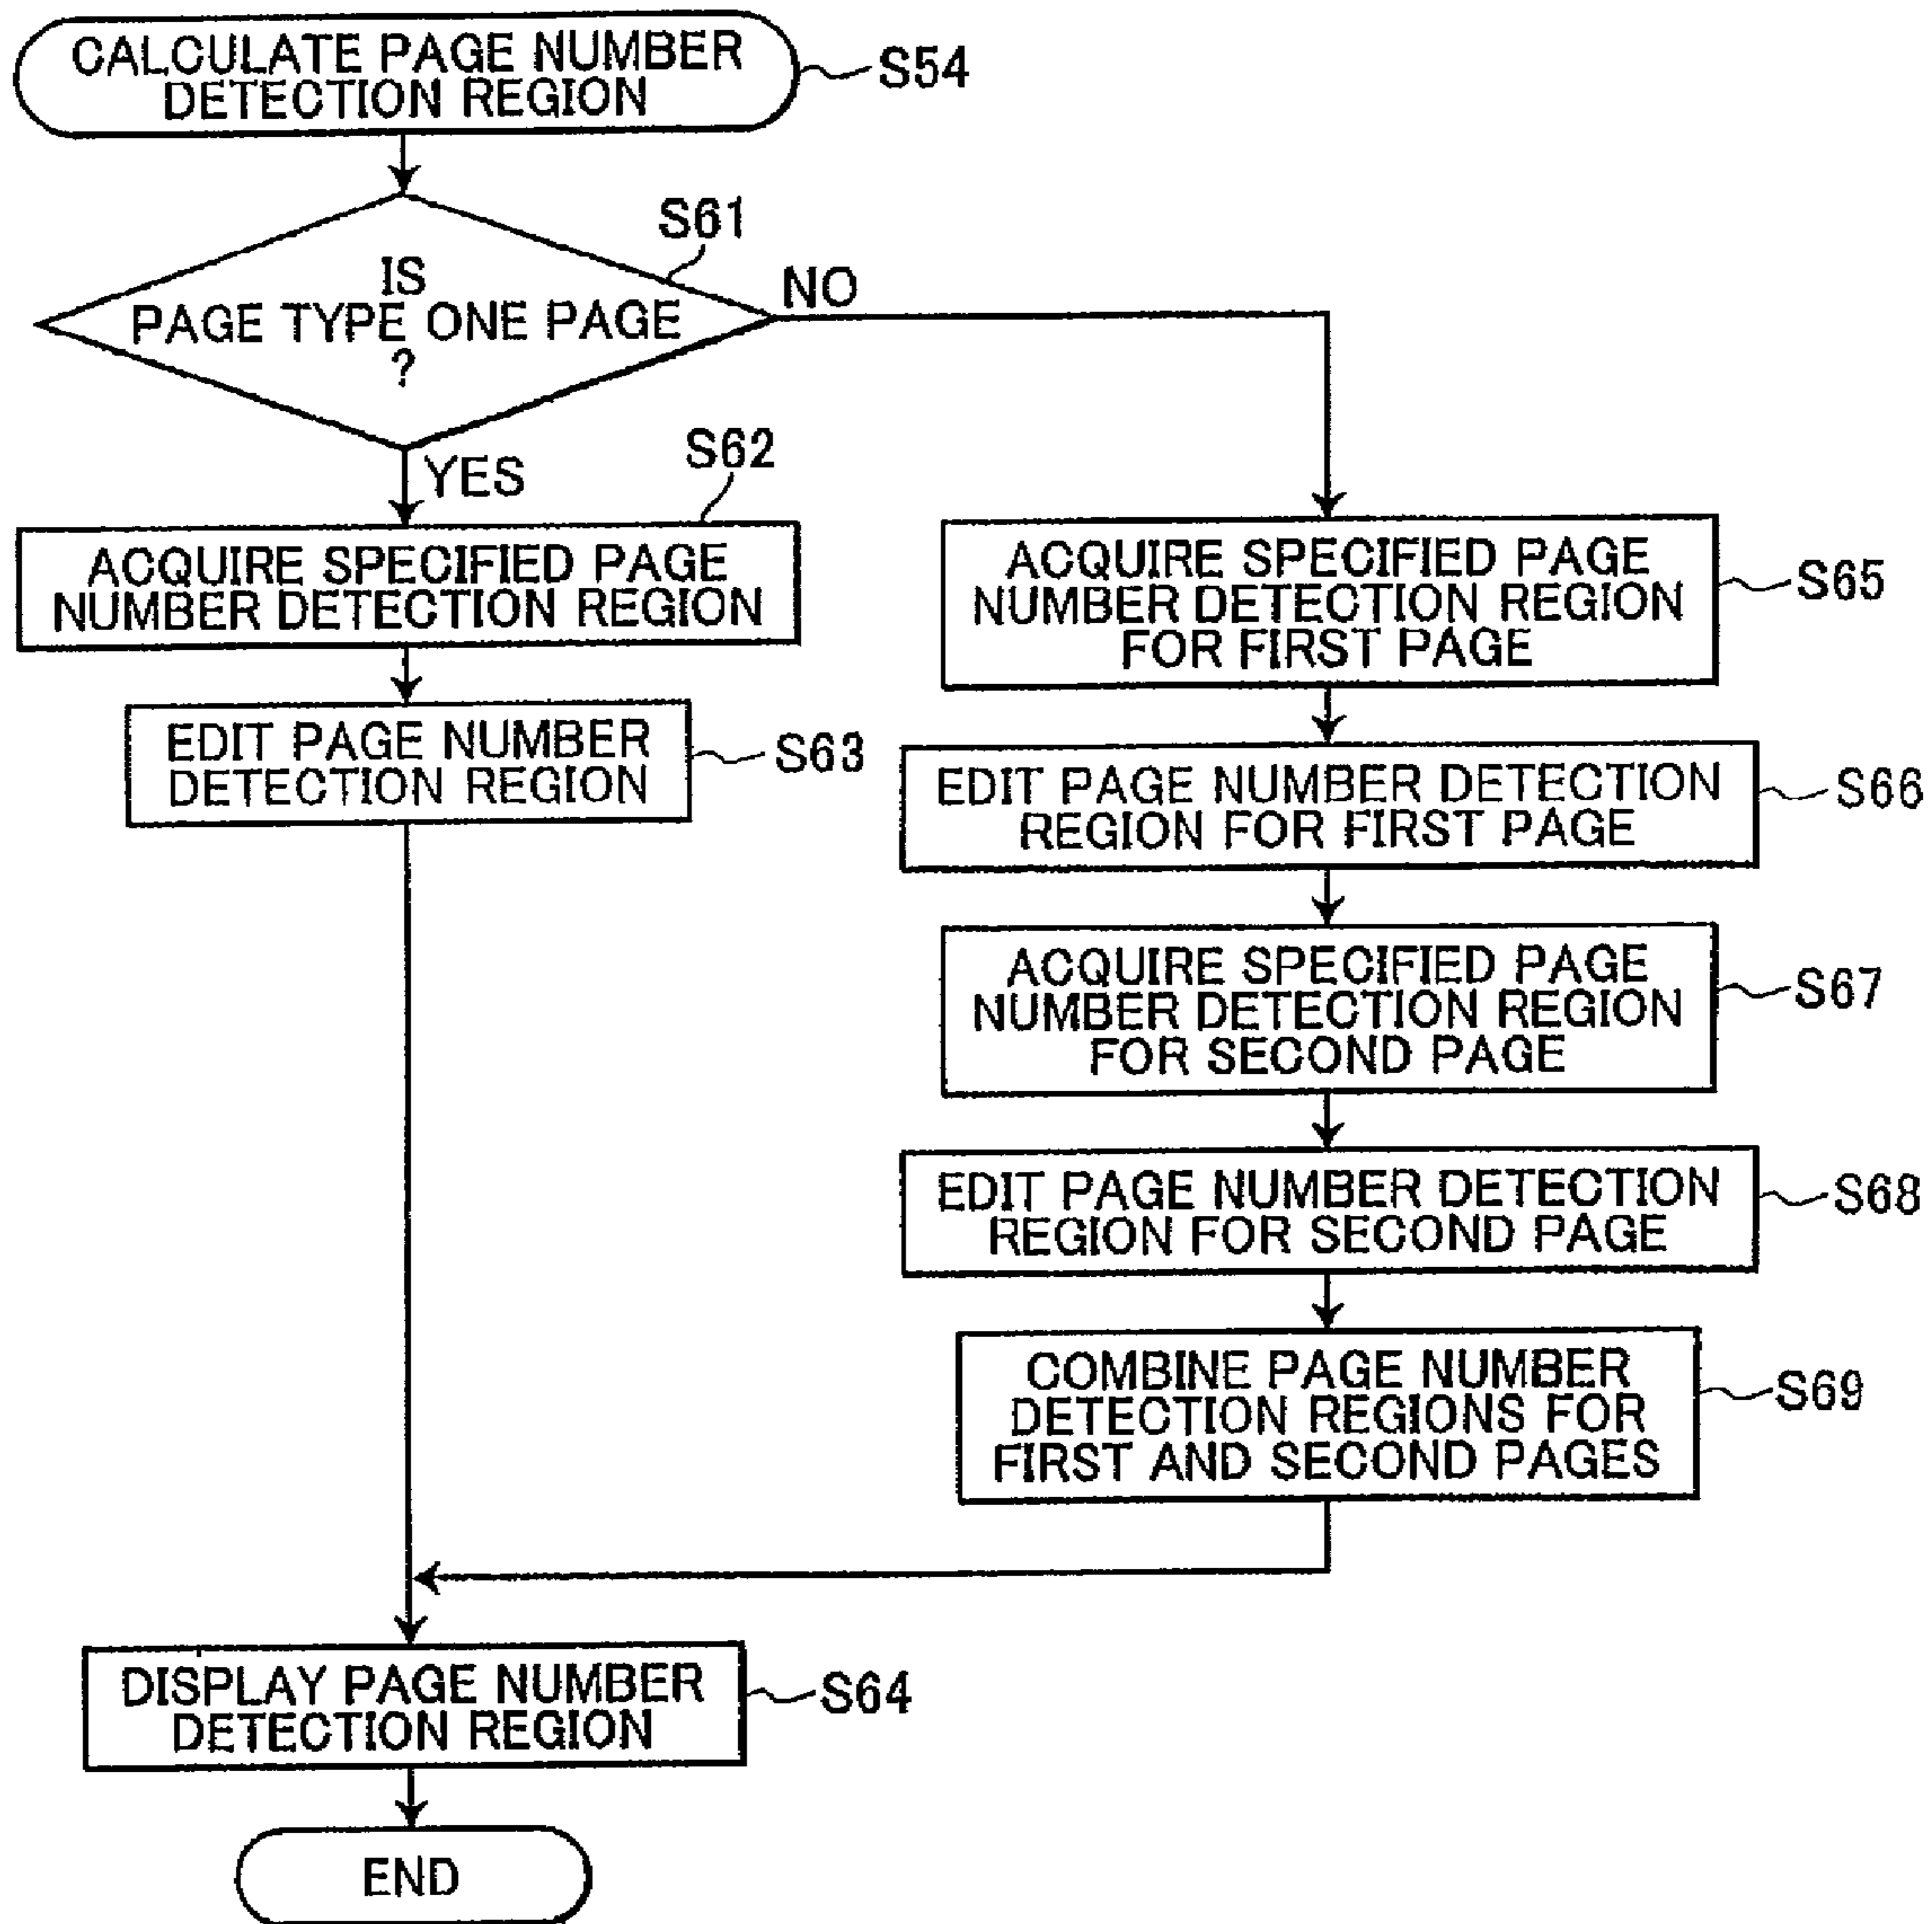 CALCULATE PAGE NUMBER
DETECTION REGION
S54
S61
IS
PAGE TYPE ONE PAGE
?
NO
YES
S62
ACQUIRE SPECIFIED PAGE
NUMBER DETECTION REGION
EDIT PAGE NUMBER
DETECTION REGION
S63
ACQUIRE SPECIFIED PAGE
NUMBER DETECTION REGION
FOR FIRST PAGE
S65
EDIT PAGE NUMBER DETECTION
REGION FOR FIRST PAGE
S66
ACQUIRE SPECIFIED PAGE
NUMBER DETECTION REGION
FOR SECOND PAGE
S67
EDIT PAGE NUMBER DETECTION
REGION FOR SECOND PAGE
S68
COMBINE PAGE NUMBER
DETECTION REGIONS FOR
FIRST AND SECOND PAGES
S69
DISPLAY PAGE NUMBER
DETECTION REGION
S64
END